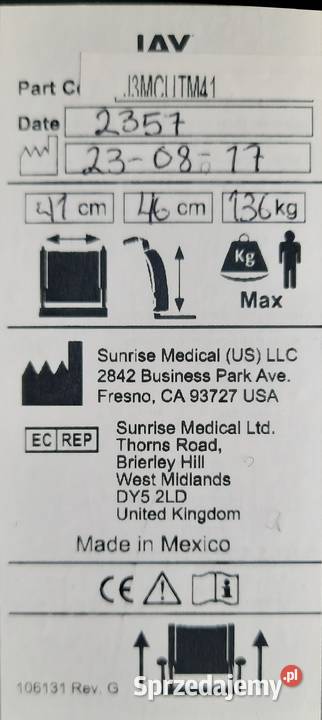 JAY
Part C
J3MCUTM41
Date 2357
23-08-17
41 cm 46 cm 136 kg
Kg
Max
Sunrise Medical (US) LLC
2842 Business Park Ave.
Fresno, CA 93727 USA
EC REP
Sunrise Medical Ltd.
Thorns Road,
Brierley Hill
West Midlands
DY5 2LD
United Kingdom
Made in Mexico
CE
106131 Rev. G
Sprzedajemy.pl